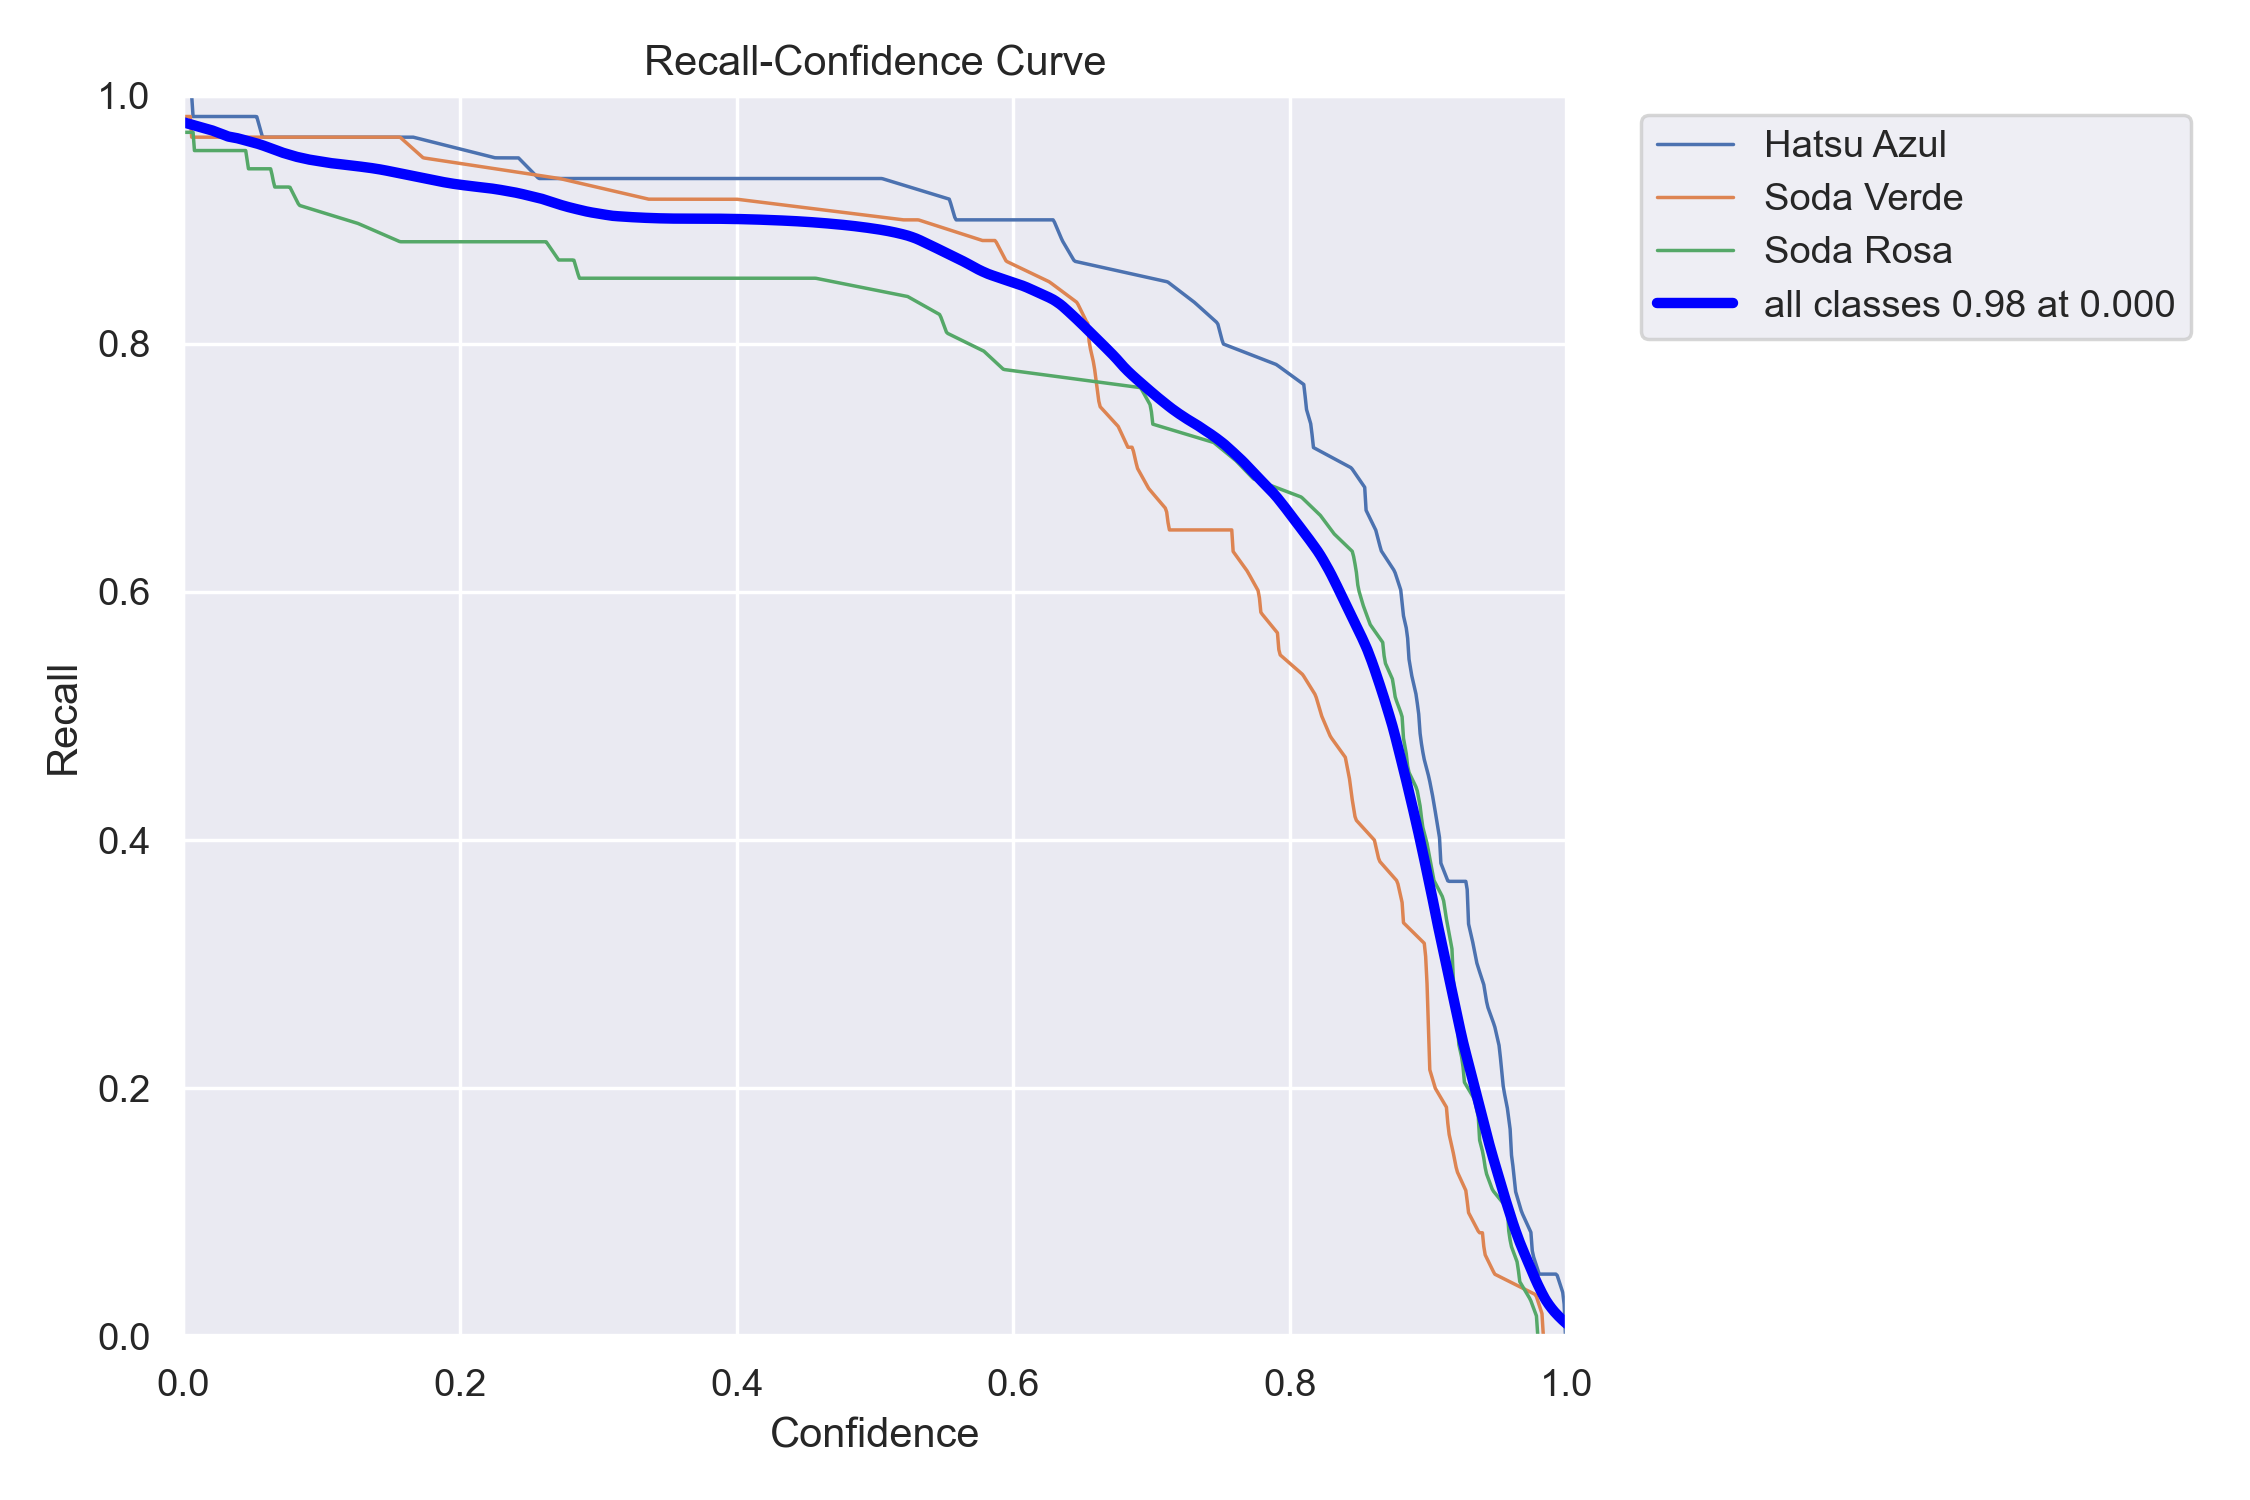 Recall-Confidence Curve
1.0
0.8
0.6
0.4
0.2
0.0
Recall
0.0 0.2 0.4 0.6 0.8 1.0
Confidence
Hatsu Azul
Soda Verde
Soda Rosa
all classes 0.98 at 0.000